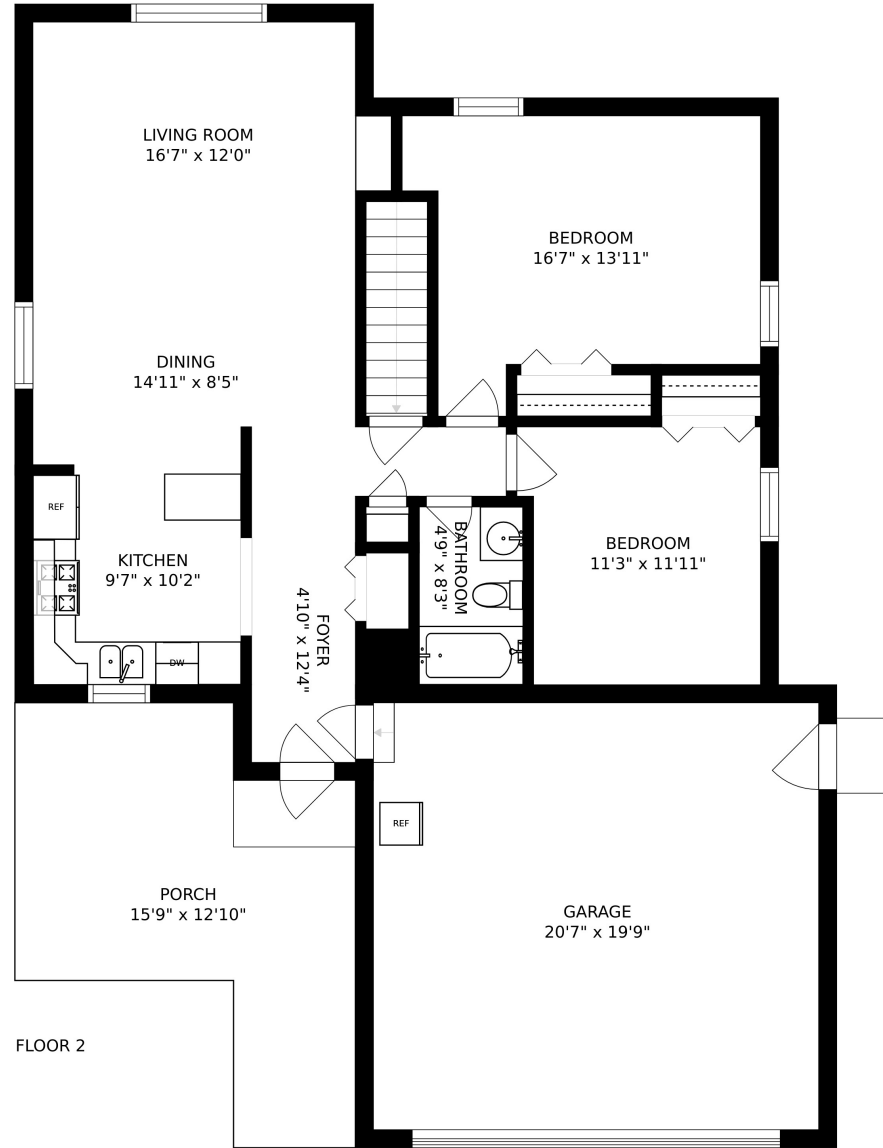 LIVING ROOM
16'7" x 12'0"
BEDROOM
16'7" x 13'11"
DINING
14'11" x 8'5"
REF
KITCHEN
9'7" x 10'2"
DW
FOYER
4'10" x 12'4"
BATHROOM
4'9" x 8'3"
BEDROOM
11'3" x 11'11"
REF
PORCH
15'9" x 12'10"
GARAGE
20'7" x 19'9"
FLOOR 2